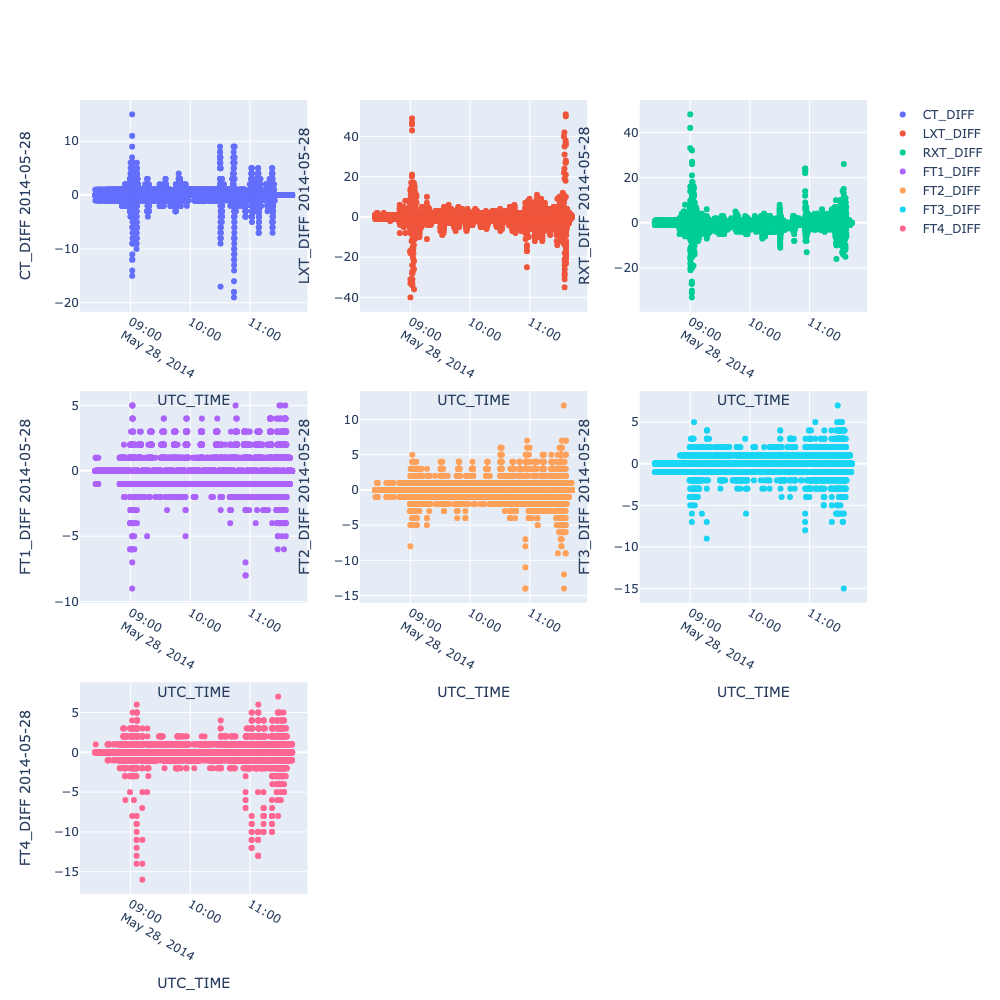 CT_DIFF 2014-05-28
10
0
−10
−20
09:00
May 28, 2014
10:00
11:00
UTC_TIME
LXT_DIFF 2014-05-28
40
20
0
−20
−40
09:00
May 28, 2014
10:00
11:00
UTC_TIME
RXT_DIFF 2014-05-28
40
20
0
−20
09:00
May 28, 2014
10:00
11:00
UTC_TIME
CT_DIFF
LXT_DIFF
RXT_DIFF
FT1_DIFF
FT2_DIFF
FT3_DIFF
FT4_DIFF
FT1_DIFF 2014-05-28
5
0
−5
−10
09:00
May 28, 2014
10:00
11:00
UTC_TIME
FT2_DIFF 2014-05-28
10
5
0
−5
−10
−15
09:00
May 28, 2014
10:00
11:00
UTC_TIME
FT3_DIFF 2014-05-28
5
0
−5
−10
−15
09:00
May 28, 2014
10:00
11:00
UTC_TIME
FT4_DIFF 2014-05-28
5
0
−5
−10
−15
09:00
May 28, 2014
10:00
11:00
UTC_TIME